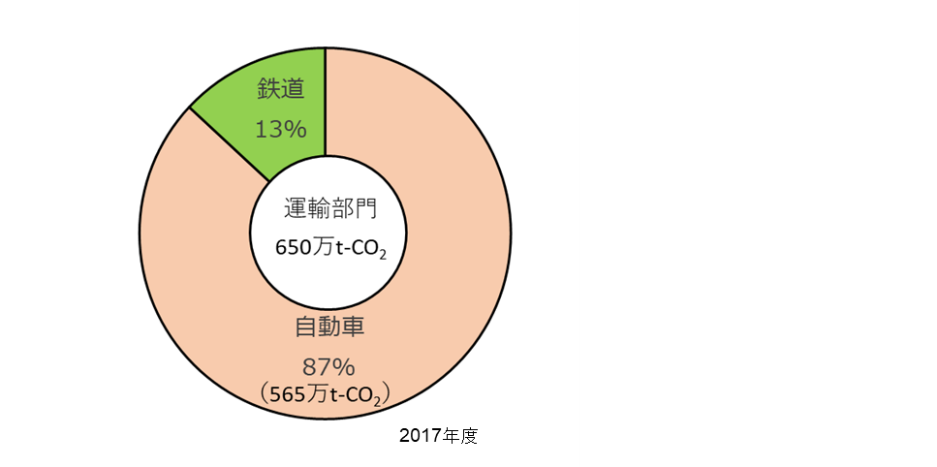 鉄道
13%
運輸部門
650万t-CO₂
自動車
87%
（565万t-CO₂）
2017年度